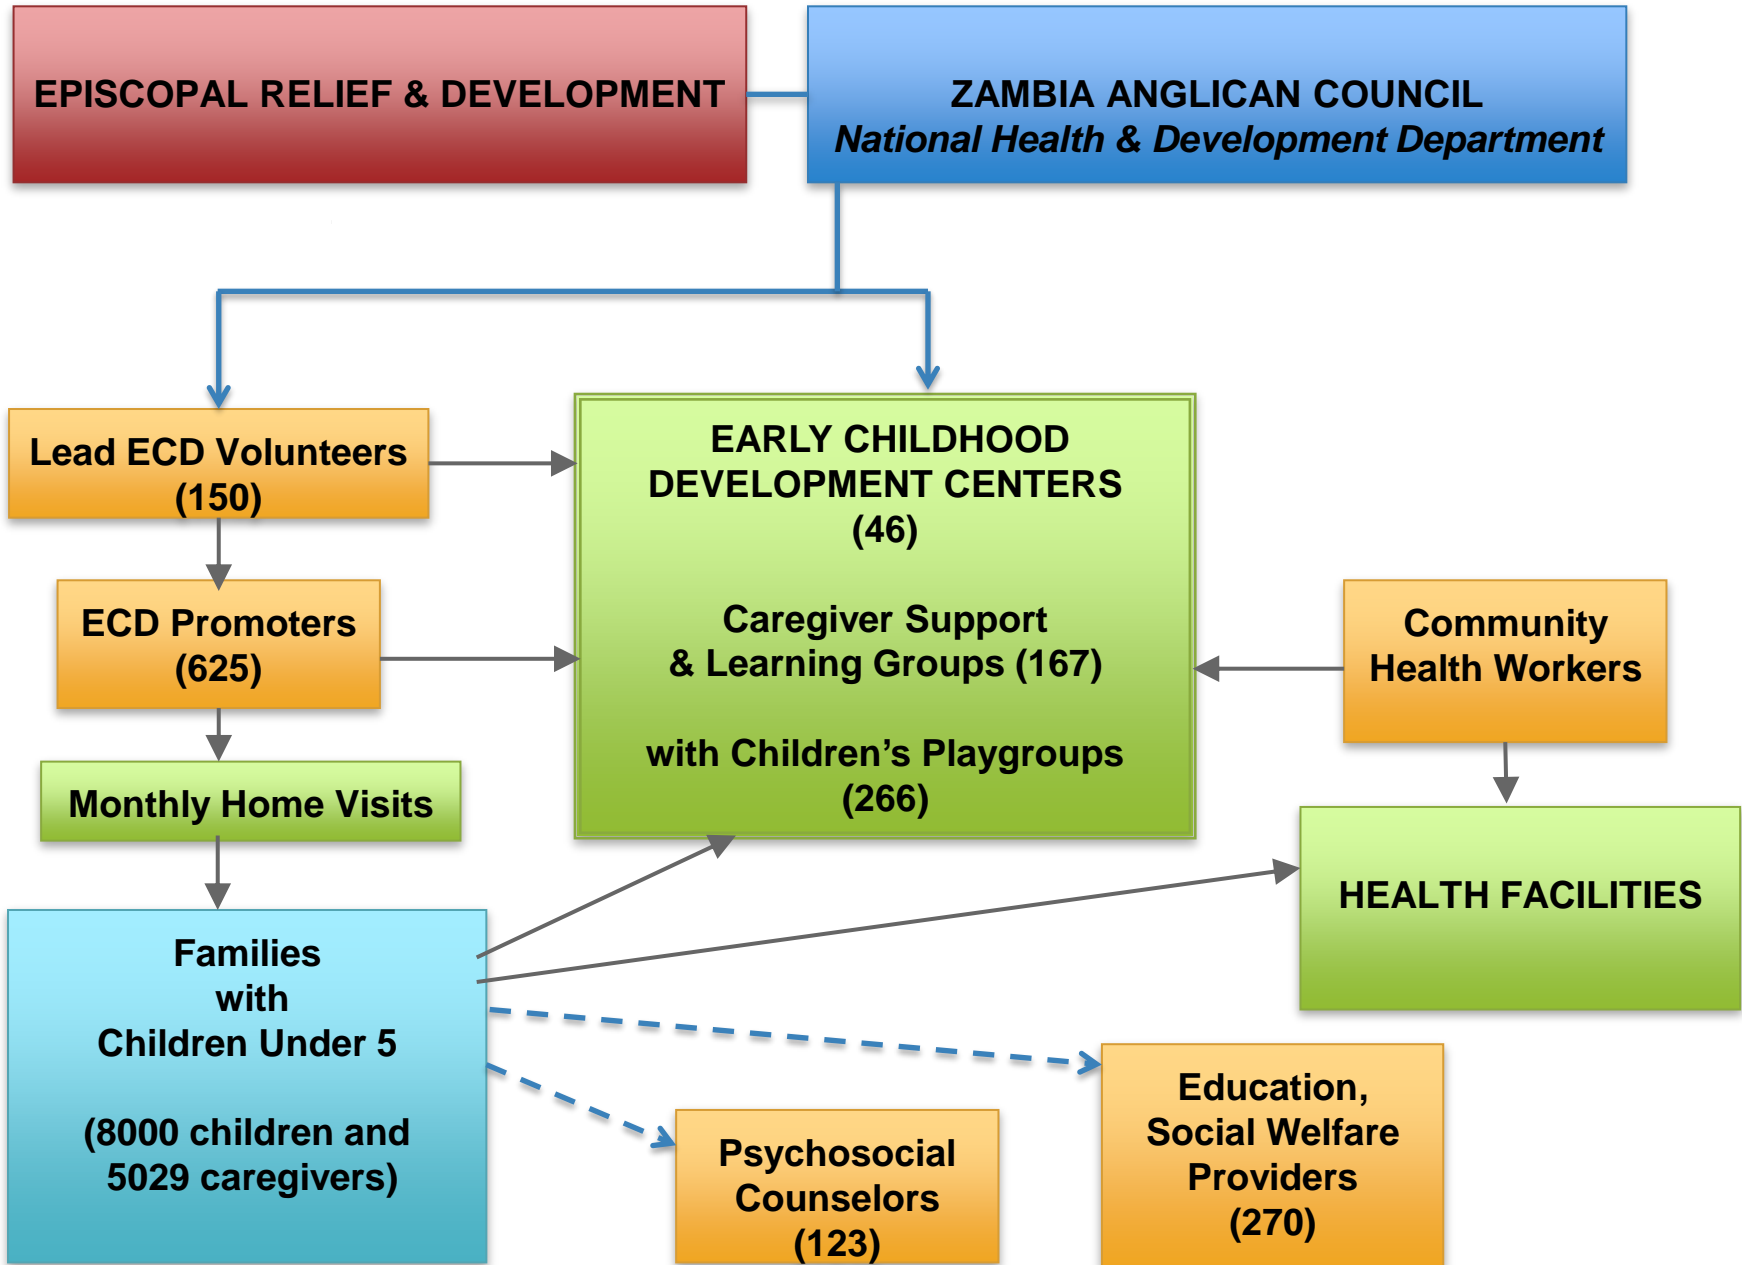 EPISCOPAL RELIEF & DEVELOPMENT
ZAMBIA ANGLICAN COUNCIL
National Health & Development Department
Lead ECD Volunteers
(150)
EARLY CHILDHOOD
DEVELOPMENT CENTERS
(46)
Caregiver Support
& Learning Groups (167)
with Children’s Playgroups
(266)
ECD Promoters
(625)
Community
Health Workers
Monthly Home Visits
HEALTH FACILITIES
Families
with
Children Under 5
(8000 children and
5029 caregivers)
Psychosocial
Counselors
(123)
Education,
Social Welfare
Providers
(270)